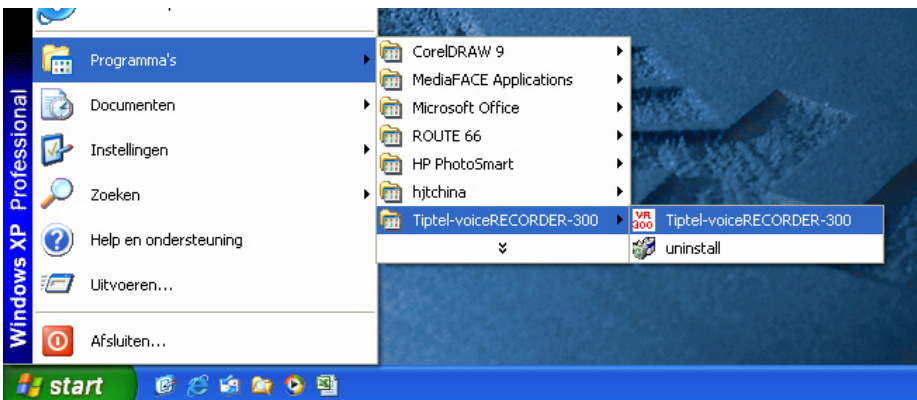 Windows XP Professional
Programma's
Documenten
Instellingen
Zoeken
Help en ondersteuning
Uitvoeren...
Afsluiten...
CorelDRAW 9
MediaFACE Applications
Microsoft Office
ROUTE 66
HP PhotoSmart
hjtchina
Tiptel-voiceRECORDER-300
VR
300
Tiptel-voiceRECORDER-300
uninstall
start